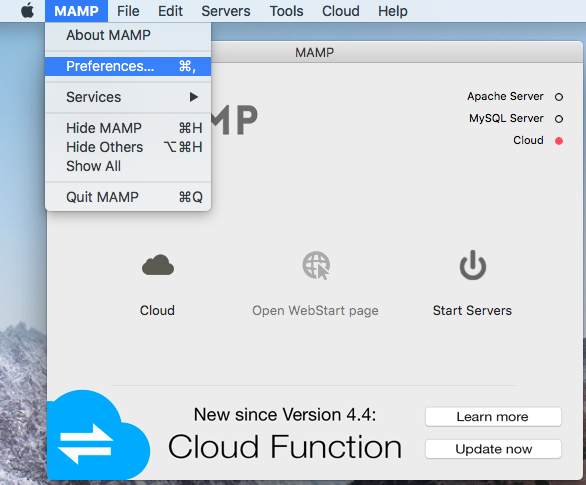 MAMP File Edit Servers Tools Cloud Help
About MAMP
Preferences... ⌘,
Services ▶
Hide MAMP ⌘H
Hide Others ⌥⌘H
Show All
Quit MAMP ⌘Q
MAMP
MP
Apache Server
MySQL Server
Cloud
Cloud
Open WebStart page
Start Servers
New since Version 4.4:
Cloud Function
Learn more
Update now